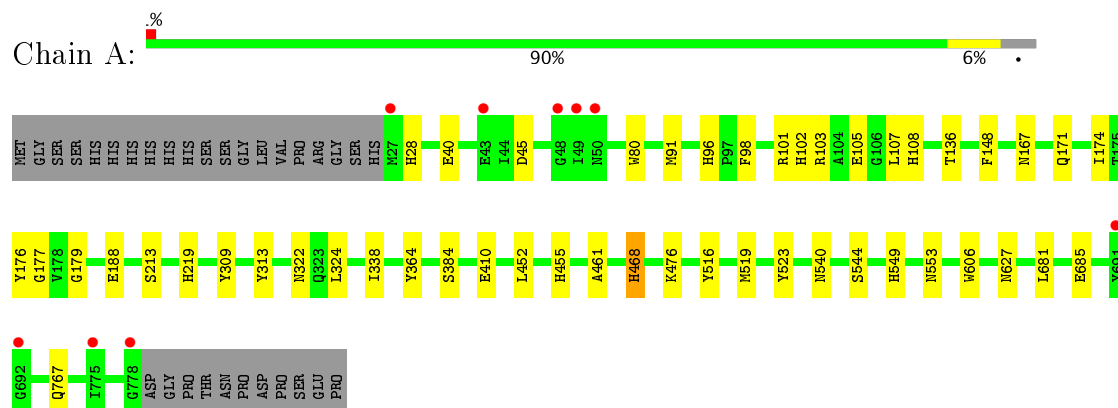 .%
Chain A:
90% 6% •
MET GLY SER SER HIS HIS HIS HIS HIS HIS SER SER GLY LEU VAL PRO ARG GLY SER HIS M27 H28 E40 E43 I44 D45 G48 I49 N50 W80 M91 H96 P97 F98 R101 H102 R103 A104 E105 G106 L107 H108 T136 F148 N167 Q171 I174 T175
Y176 G177 V178 G179 E188 S213 H219 Y309 Y313 N322 Q323 L324 I338 Y364 S384 E410 L452 H455 A461 H468 K476 Y516 M519 Y523 N540 S544 H549 N553 W606 N627 L681 E685 Y691
G692 Q767 I775 G778 ASP GLY PRO THR ASN PRO ASP PRO SER GLU PRO